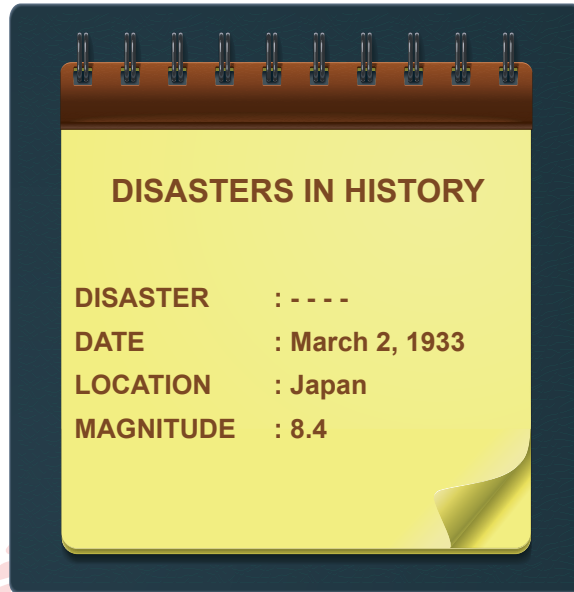 DISASTERS IN HISTORY
DISASTER : - - - -
DATE : March 2, 1933
LOCATION : Japan
MAGNITUDE : 8.4